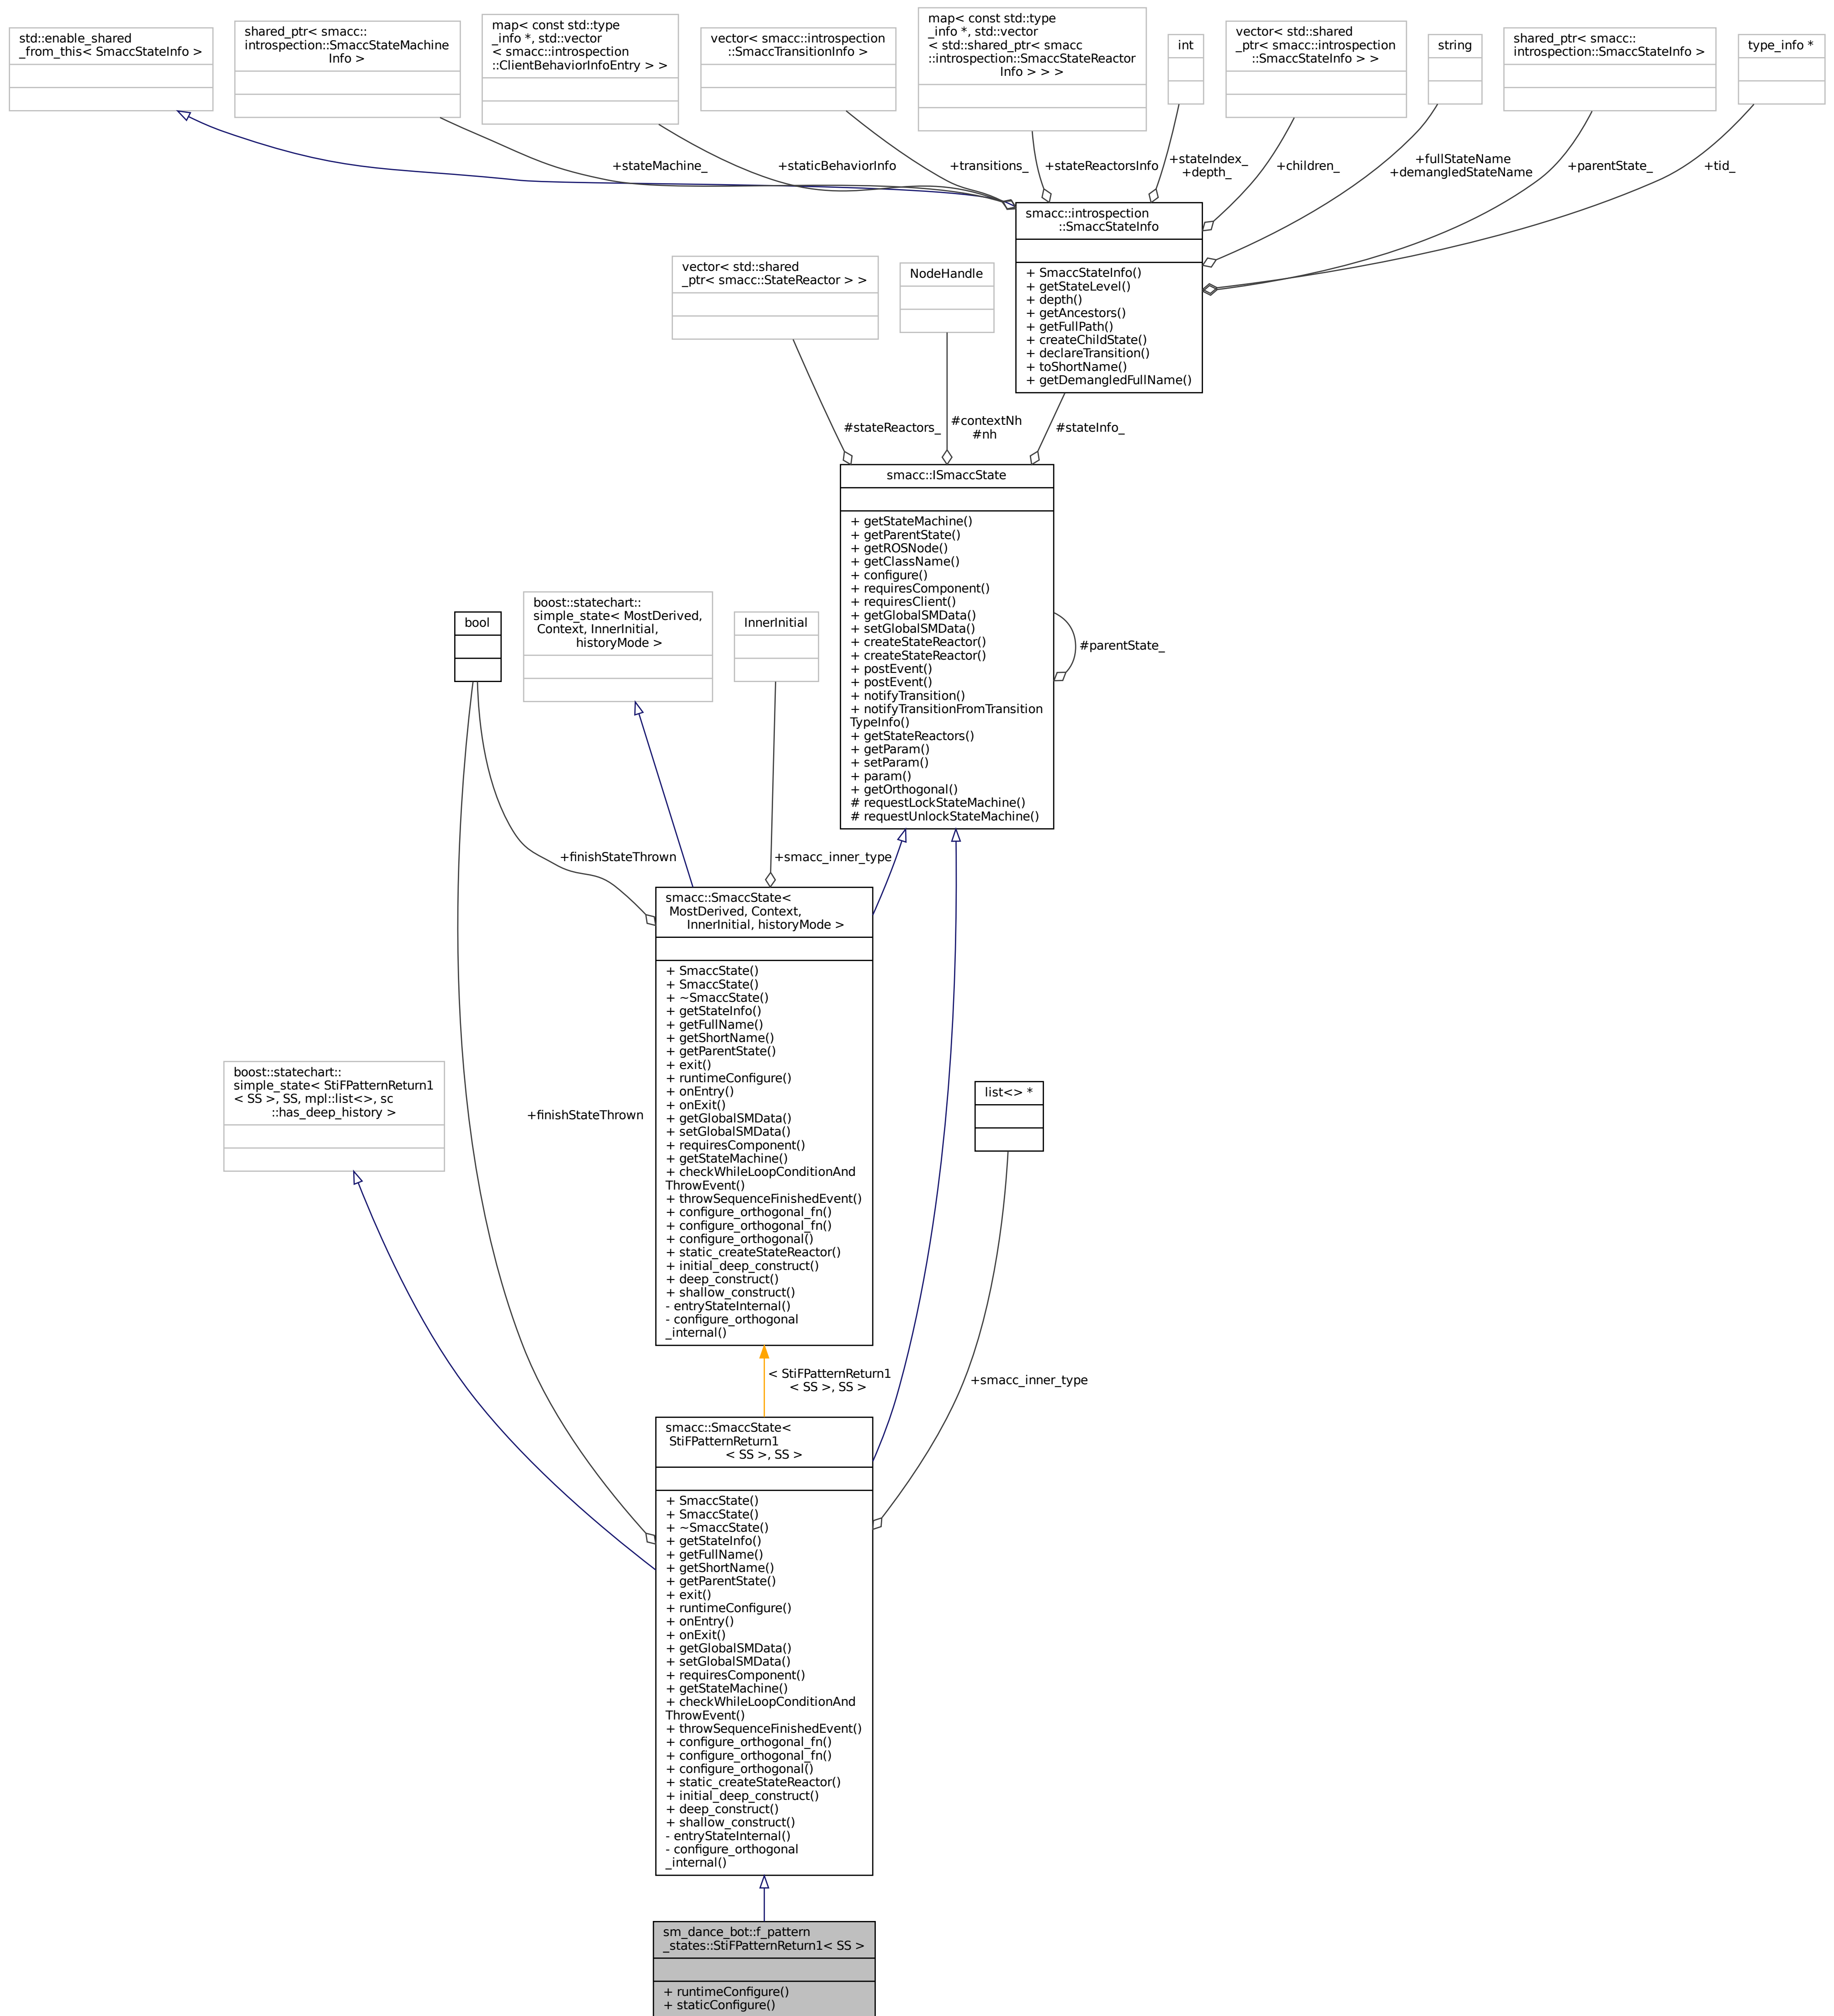 std::enable_shared
_from_this< SmaccStateInfo >
shared_ptr< smacc::
introspection::SmaccStateMachine
Info >
map< const std::type
_info *, std::vector
< smacc::introspection
::ClientBehaviorInfoEntry > >
vector< smacc::introspection
::SmaccTransitionInfo >
map< const std::type
_info *, std::vector
< std::shared_ptr< smacc
::introspection::SmaccStateReactor
Info > > >
int
vector< std::shared
_ptr< smacc::introspection
::SmaccStateInfo > >
string
shared_ptr< smacc::
introspection::SmaccStateInfo >
type_info *
+stateMachine_
+staticBehaviorInfo
+transitions_
+stateReactorsInfo
+stateIndex_
+depth_
+children_
+fullStateName
+demangledStateName
+parentState_
+tid_
smacc::introspection
::SmaccStateInfo
+ SmaccStateInfo()
+ getStateLevel()
+ depth()
+ getAncestors()
+ getFullPath()
+ createChildState()
+ declareTransition()
+ toShortName()
+ getDemangledFullName()
vector< std::shared
_ptr< smacc::StateReactor > >
NodeHandle
#stateReactors_
#contextNh
#nh
#stateInfo_
smacc::ISmaccState
+ getStateMachine()
+ getParentState()
+ getROSNode()
+ getClassName()
+ configure()
+ requiresComponent()
+ requiresClient()
+ getGlobalSMData()
+ setGlobalSMData()
+ createStateReactor()
+ createStateReactor()
+ postEvent()
+ postEvent()
+ notifyTransition()
+ notifyTransitionFromTransition
TypeInfo()
+ getStateReactors()
+ getParam()
+ setParam()
+ param()
+ getOrthogonal()
# requestLockStateMachine()
# requestUnlockStateMachine()
#parentState_
bool
boost::statechart::
simple_state< MostDerived,
Context, InnerInitial,
historyMode >
InnerInitial
+finishStateThrown
+smacc_inner_type
smacc::SmaccState<
MostDerived, Context,
InnerInitial, historyMode >
+ SmaccState()
+ SmaccState()
+ ~SmaccState()
+ getStateInfo()
+ getFullName()
+ getShortName()
+ getParentState()
+ exit()
+ runtimeConfigure()
+ onEntry()
+ onExit()
+ getGlobalSMData()
+ setGlobalSMData()
+ requiresComponent()
+ getStateMachine()
+ checkWhileLoopConditionAnd
ThrowEvent()
+ throwSequenceFinishedEvent()
+ configure_orthogonal_fn()
+ configure_orthogonal_fn()
+ configure_orthogonal()
+ static_createStateReactor()
+ initial_deep_construct()
+ deep_construct()
+ shallow_construct()
- entryStateInternal()
- configure_orthogonal
_internal()
boost::statechart::
simple_state< StiFPatternReturn1
< SS >, SS, mpl::list<>, sc
::has_deep_history >
+finishStateThrown
list<> *
< StiFPatternReturn1
< SS >, SS >
+smacc_inner_type
smacc::SmaccState<
StiFPatternReturn1
< SS >, SS >
+ SmaccState()
+ SmaccState()
+ ~SmaccState()
+ getStateInfo()
+ getFullName()
+ getShortName()
+ getParentState()
+ exit()
+ runtimeConfigure()
+ onEntry()
+ onExit()
+ getGlobalSMData()
+ setGlobalSMData()
+ requiresComponent()
+ getStateMachine()
+ checkWhileLoopConditionAnd
ThrowEvent()
+ throwSequenceFinishedEvent()
+ configure_orthogonal_fn()
+ configure_orthogonal_fn()
+ configure_orthogonal()
+ static_createStateReactor()
+ initial_deep_construct()
+ deep_construct()
+ shallow_construct()
- entryStateInternal()
- configure_orthogonal
_internal()
sm_dance_bot::f_pattern
_states::StiFPatternReturn1< SS >
+ runtimeConfigure()
+ staticConfigure()